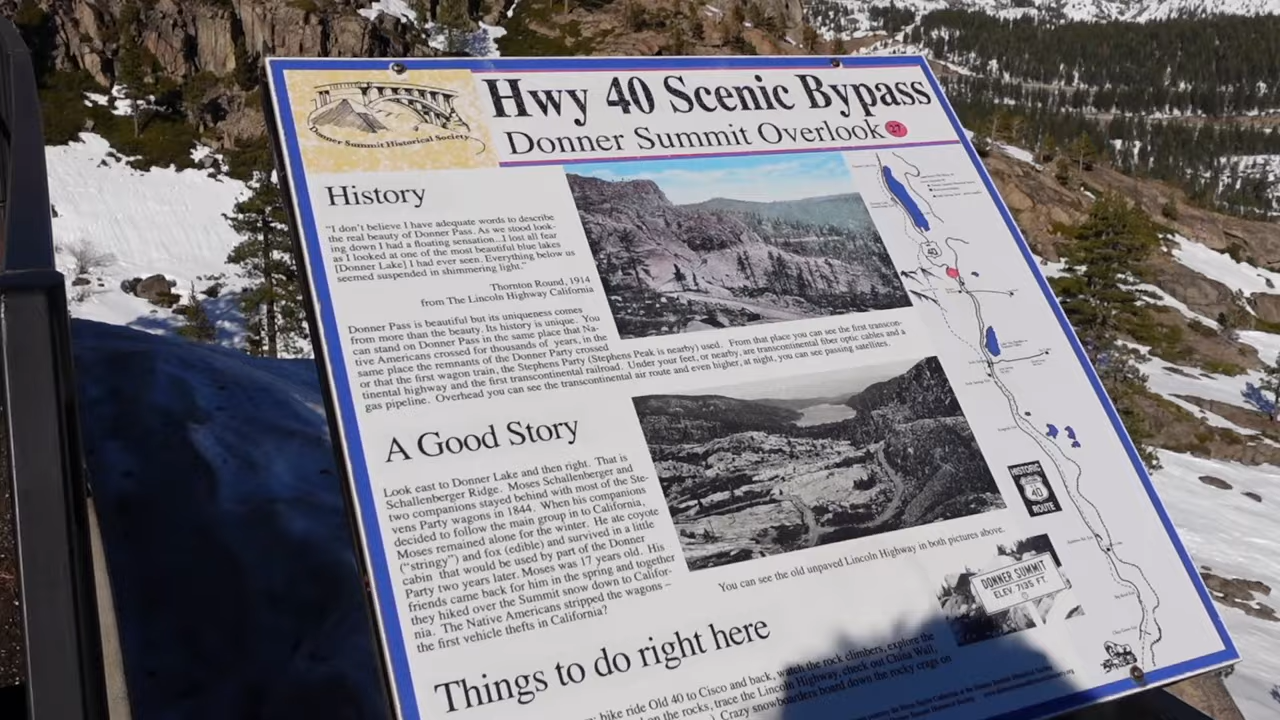 Donner Summit Historical Society
Hwy 40 Scenic Bypass
Donner Summit Overlook 27
History
"I don't believe I have adequate words to describe
the real beauty of Donner Pass. As we stood look-
ing down I had a floating sensation...I lost all fear
as I looked at one of the most beautiful blue lakes
[Donner Lake] I had ever seen. Everything below us
seemed suspended in shimmering light."
Thornton Round, 1914
from The Lincoln Highway California
Donner Pass is beautiful but its uniqueness comes
from more than the beauty. Its history is unique. You
can stand on Donner Pass in the same place that Na-
tive Americans crossed for thousands of years, in the
same place the remnants of the Donner Party crossed
or that the first wagon train, the Stephens Party (Stephens Peak is nearby) used. From that place you can see the first transcon-
tinental highway and the first transcontinental railroad. Under your feet, or nearby, are transcontinental fiber optic cables and a
gas pipeline. Overhead you can see the transcontinental air route and even higher, at night, you can see passing satellites.
A Good Story
Look east to Donner Lake and then right. That is
Schallenberger Ridge. Moses Schallenberger and
two companions stayed behind with most of the Ste-
vens Party wagons in 1844. When his companions
decided to follow the main group to California,
Moses remained alone for the winter. He ate coyote
("stringy") and fox (edible) and survived in a little
cabin that would be used by part of the Donner
Party two years later. Moses was 17 years old. His
friends came back for him in the spring and together
they hiked over the Summit snow down to Califor-
nia. The Native Americans stripped the wagons –
the first vehicle thefts in California?
You can see the old unpaved Lincoln Highway in both pictures above.
40
HISTORIC
US
40
ROUTE
DONNER SUMMIT
ELEV. 7135 FT.
Things to do right here
bike ride Old 40 to Cisco and back, watch the rock climbers, explore the
on the rocks, trace the Lincoln Highway, check out China Wall,
Crazy snowboarders board down the rocky crags on